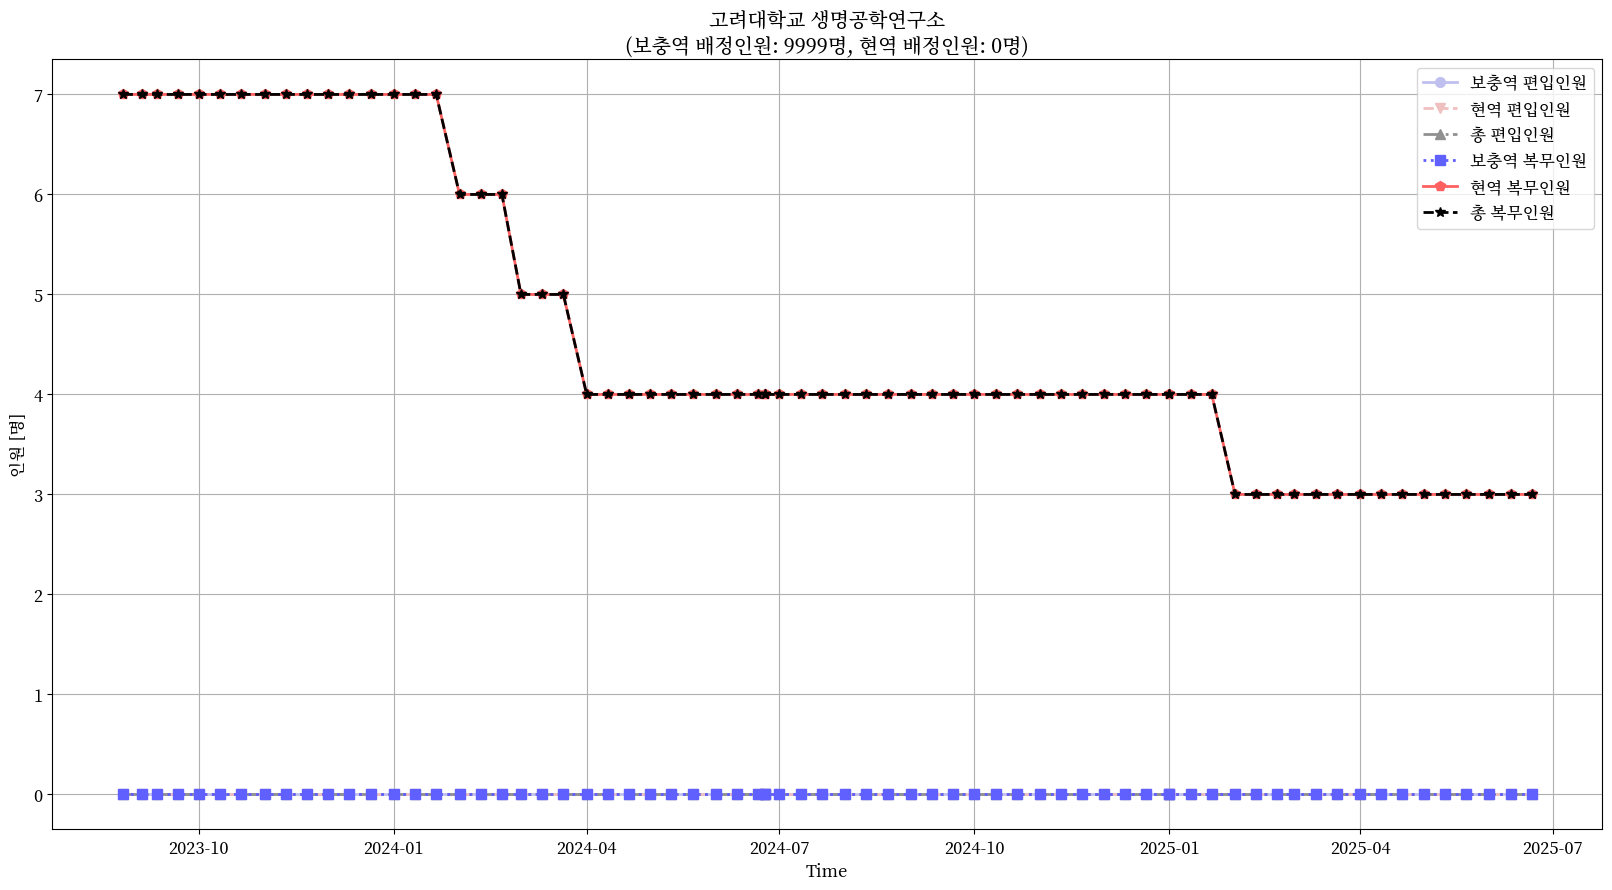 고려대학교 생명공학연구소
(보충역 배정인원: 9999명, 현역 배정인원: 0명)
보충역 편입인원
현역 편입인원
총 편입인원
보충역 복무인원
현역 복무인원
총 복무인원
인원 [명]
7
6
5
4
3
2
1
0
2023-10
2024-01
2024-04
2024-07
2024-10
2025-01
2025-04
2025-07
Time